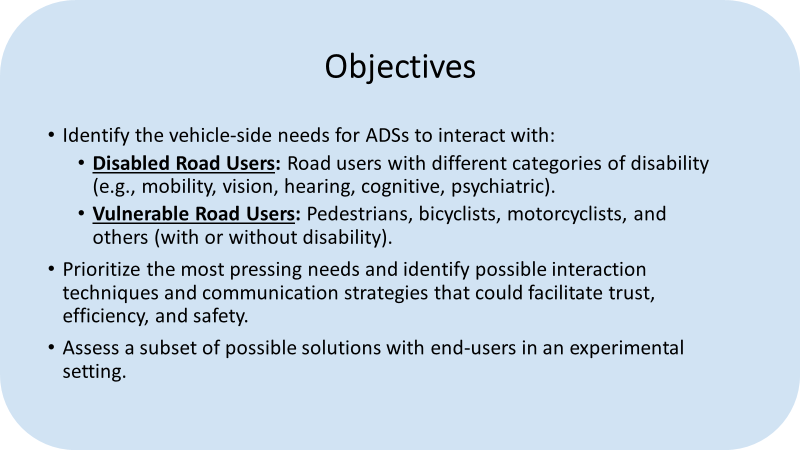 Objectives
• Identify the vehicle-side needs for ADSs to interact with:
• Disabled Road Users: Road users with different categories of disability
(e.g., mobility, vision, hearing, cognitive, psychiatric).
• Vulnerable Road Users: Pedestrians, bicyclists, motorcyclists, and
others (with or without disability).
• Prioritize the most pressing needs and identify possible interaction
techniques and communication strategies that could facilitate trust,
efficiency, and safety.
• Assess a subset of possible solutions with end-users in an experimental
setting.